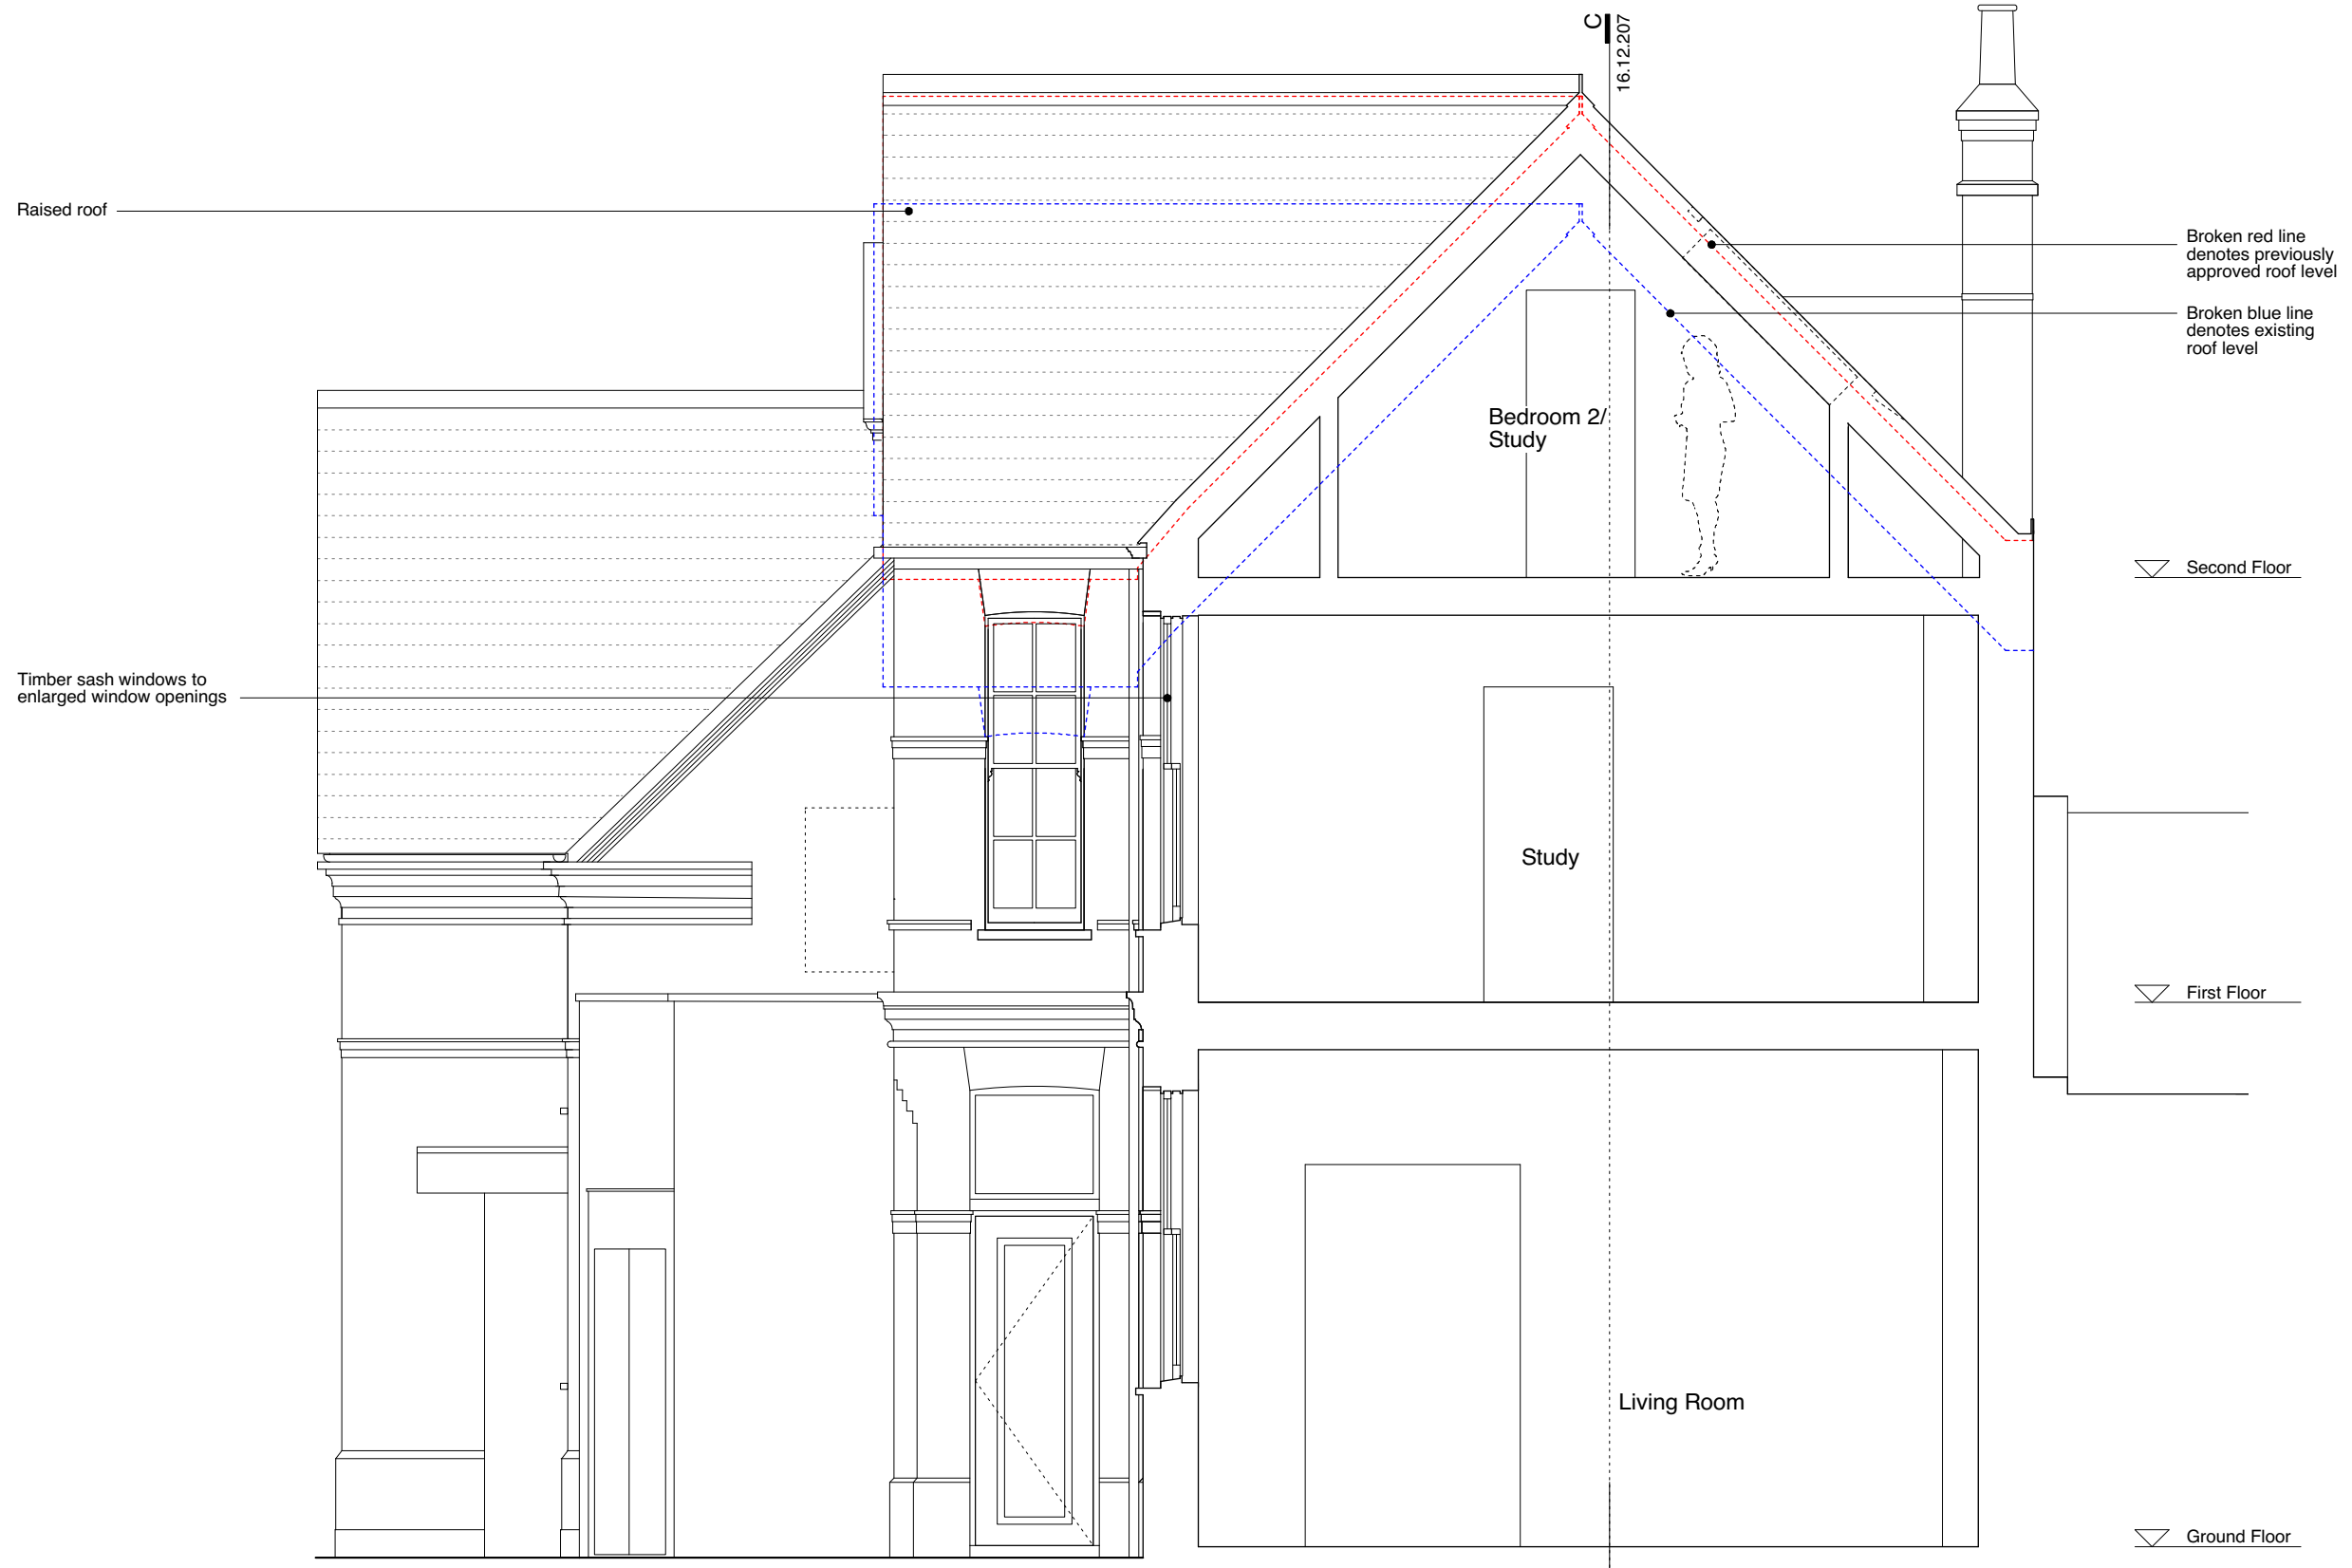 C
16.12.207
Raised roof
Broken red line
denotes previously
approved roof level
Broken blue line
denotes existing
roof level
Bedroom 2/
Study
Second Floor
Timber sash windows to
enlarged window openings
Study
First Floor
Living Room
Ground Floor